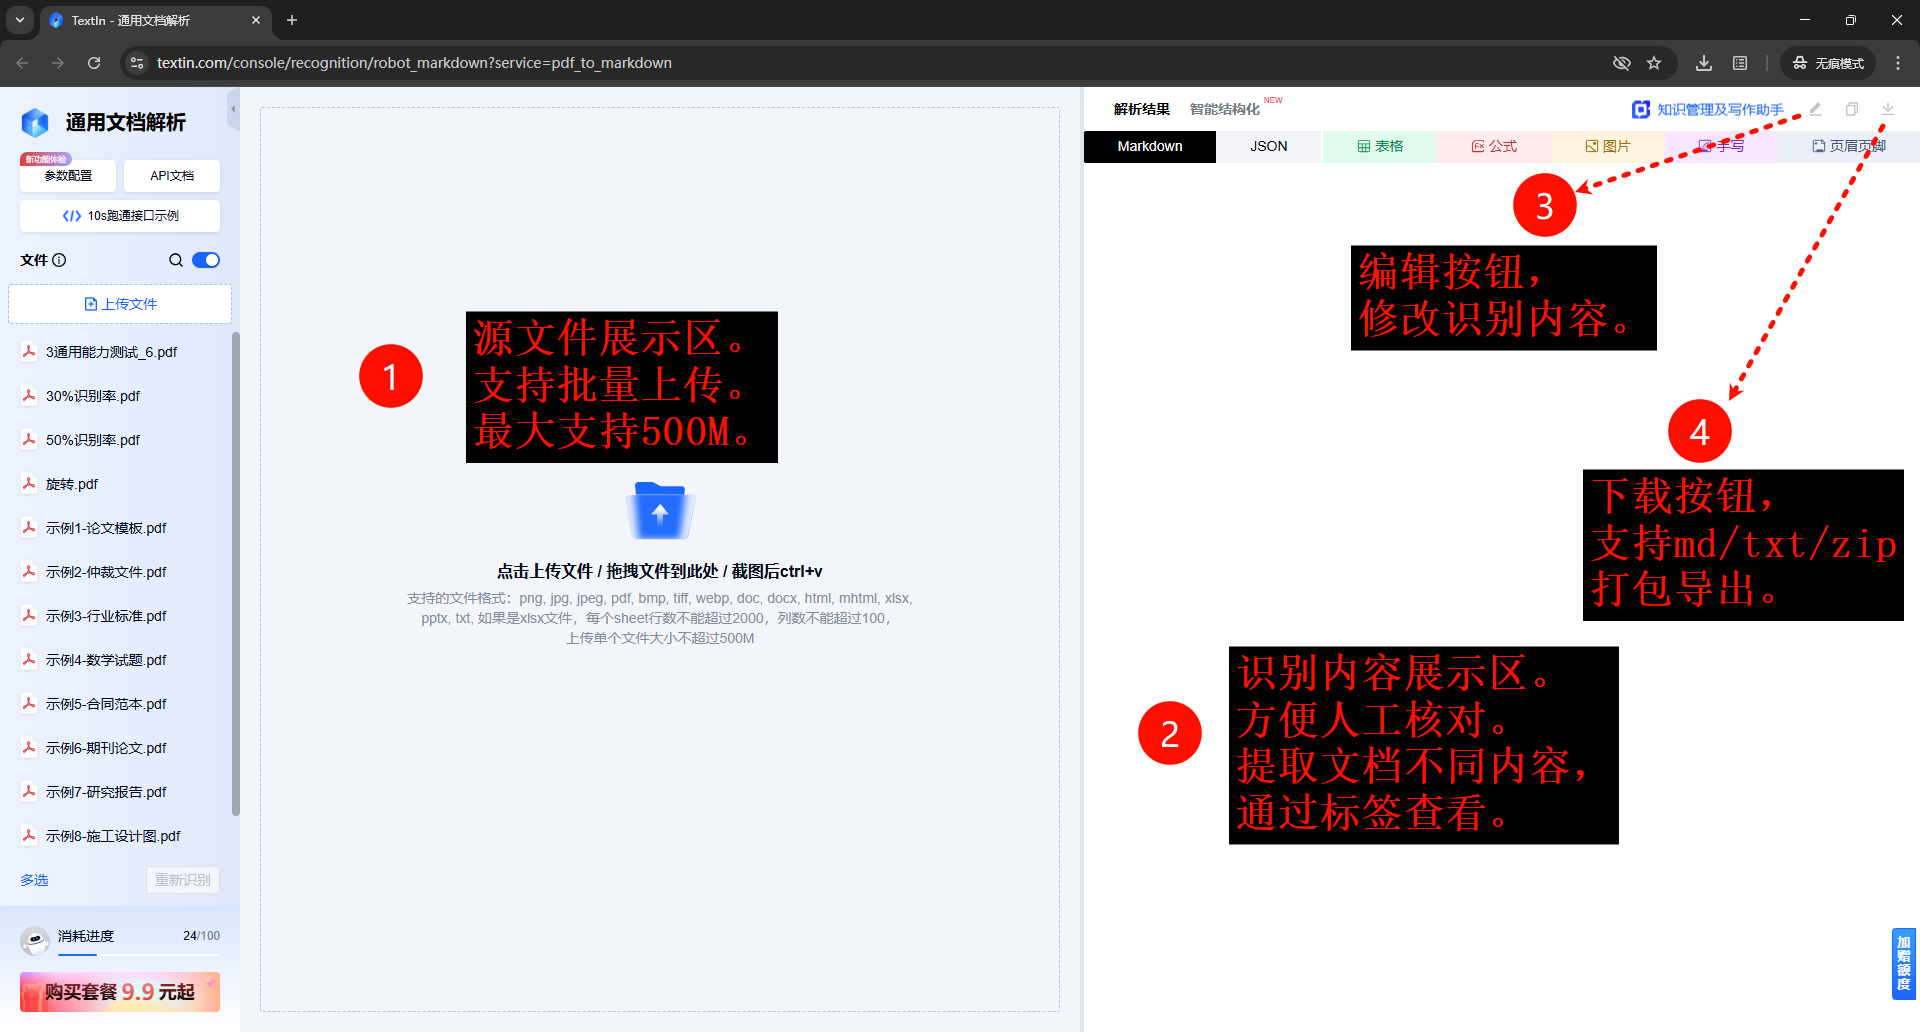 TextIn - 通用文档解析
textin.com/console/recognition/robot_markdown?service=pdf_to_markdown
无痕模式
通用文档解析
新功能体验
参数配置
API文档
10s跑通接口示例
文件
上传文件
3通用能力测试_6.pdf
30%识别率.pdf
50%识别率.pdf
旋转.pdf
示例1-论文模板.pdf
示例2-仲裁文件.pdf
示例3-行业标准.pdf
示例4-数学试题.pdf
示例5-合同范本.pdf
示例6-期刊论文.pdf
示例7-研究报告.pdf
示例8-施工设计图.pdf
多选
重新识别
消耗进度
24/100
购买套餐 9.9 元起
1
源文件展示区。
支持批量上传。
最大支持500M。
点击上传文件 / 拖拽文件到此处 / 截图后ctrl+v
支持的文件格式：png, jpg, jpeg, pdf, bmp, tiff, webp, doc, docx, html, mhtml, xlsx,
pptx, txt, 如果是xlsx文件，每个sheet行数不能超过2000，列数不能超过100，
上传单个文件大小不超过500M
解析结果
智能结构化
NEW
知识管理及写作助手
Markdown
JSON
表格
公式
图片
手写
页眉页脚
3
编辑按钮，
修改识别内容。
4
下载按钮，
支持md/txt/zip
打包导出。
2
识别内容展示区。
方便人工核对。
提取文档不同内容，
通过标签查看。
加赠额度